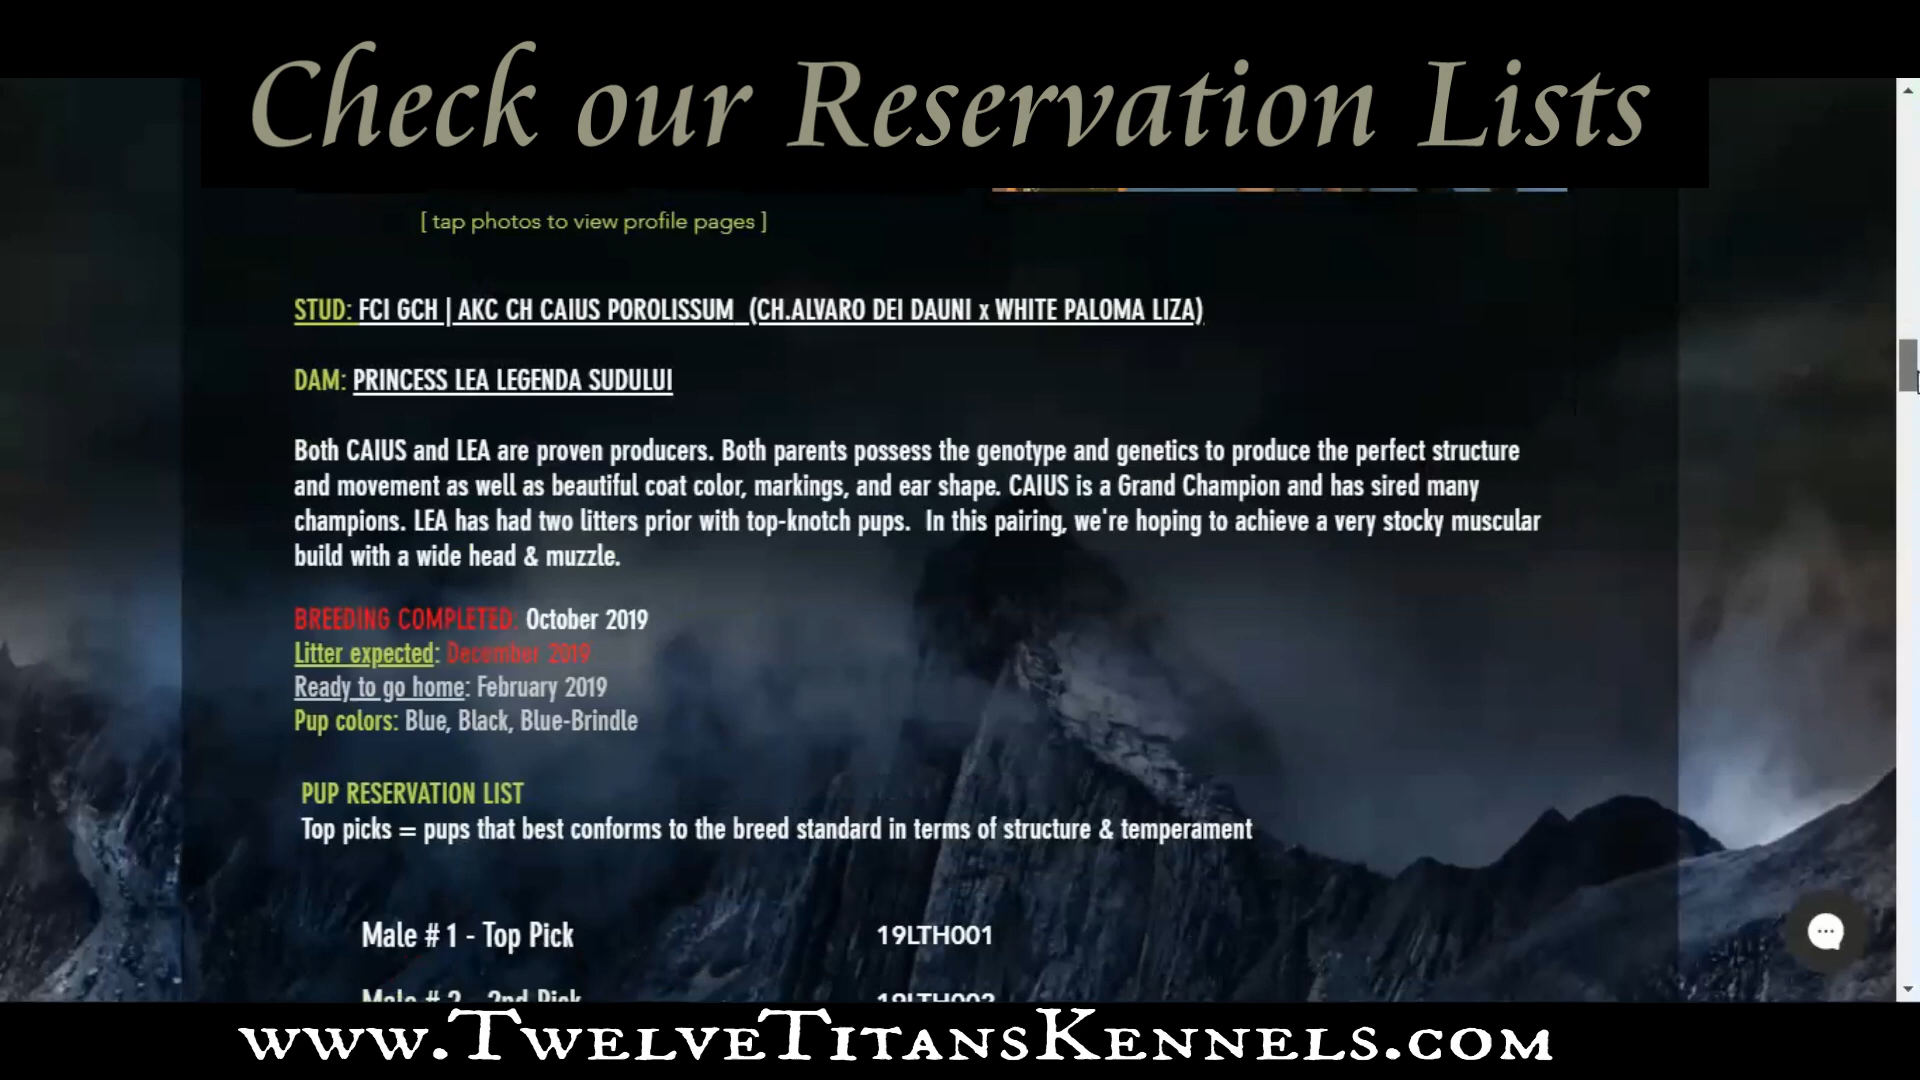 Check our Reservation Lists
[ tap photos to view profile pages ]
STUD: FCI GCH | AKC CH CAIUS POROLISSUM (CH.ALVARO DEI DAUNI x WHITE PALOMA LIZA)
DAM: PRINCESS LEA LEGENDA SUDULUI
Both CAIUS and LEA are proven producers. Both parents possess the genotype and genetics to produce the perfect structure
and movement as well as beautiful coat color, markings, and ear shape. CAIUS is a Grand Champion and has sired many
champions. LEA has had two litters prior with top-knotch pups. In this pairing, we're hoping to achieve a very stocky muscular
build with a wide head & muzzle.
BREEDING COMPLETED: October 2019
Litter expected: December 2019
Ready to go home: February 2019
Pup colors: Blue, Black, Blue-Brindle
PUP RESERVATION LIST
Top picks = pups that best conforms to the breed standard in terms of structure & temperament
Male # 1 - Top Pick 19LTH001
Male # 2 - 2nd Pick 19LTH002
www.TwelveTitansKennels.com